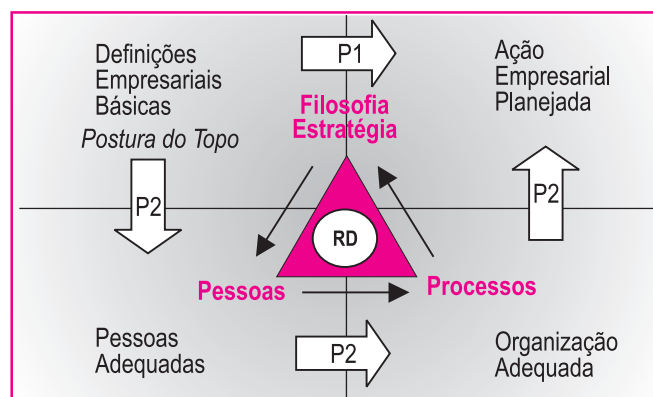 Definições
Empresariais
Básicas
Postura do Topo
P1
Ação
Empresarial
Planejada
Filosofia
Estratégia
P2
P2
RD
Pessoas
Processos
Pessoas
Adequadas
P2
Organização
Adequada